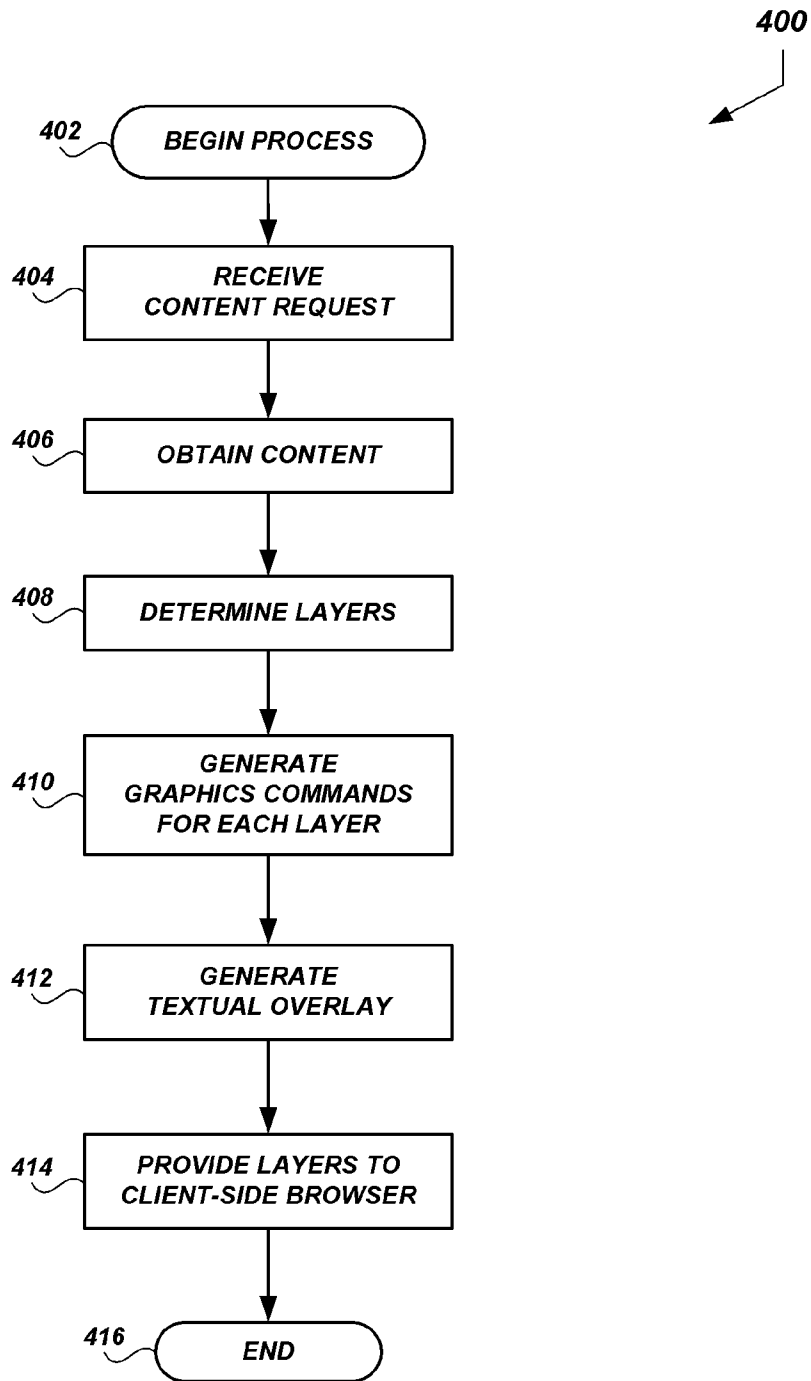 400
402
BEGIN PROCESS
404
RECEIVE
CONTENT REQUEST
406
OBTAIN CONTENT
408
DETERMINE LAYERS
410
GENERATE
GRAPHICS COMMANDS
FOR EACH LAYER
412
GENERATE
TEXTUAL OVERLAY
414
PROVIDE LAYERS TO
CLIENT-SIDE BROWSER
416
END